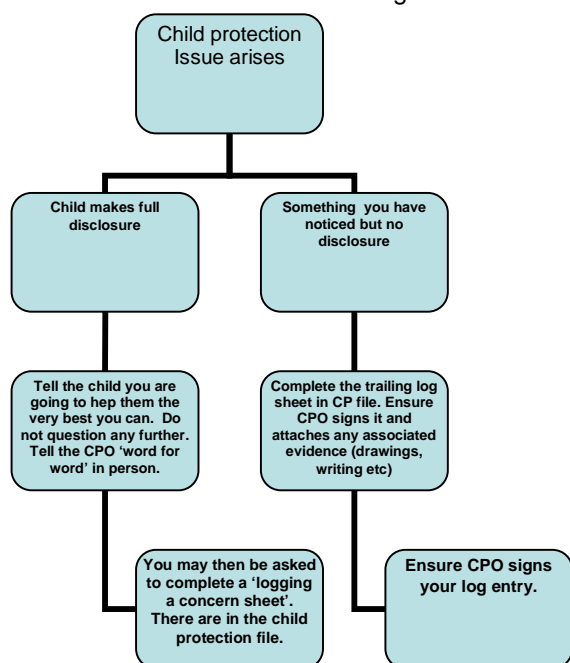 Child protection
Issue arises
Child makes full
disclosure
Something you have
noticed but no
disclosure
Tell the child you are
going to hep them the
very best you can. Do
not question any further.
Tell the CPO ‘word for
word’ in person.
Complete the trailing log
sheet in CP file. Ensure
CPO signs it and
attaches any associated
evidence (drawings,
writing etc)
You may then be asked
to complete a ‘logging
a concern sheet’.
There are in the child
protection file.
Ensure CPO signs
your log entry.